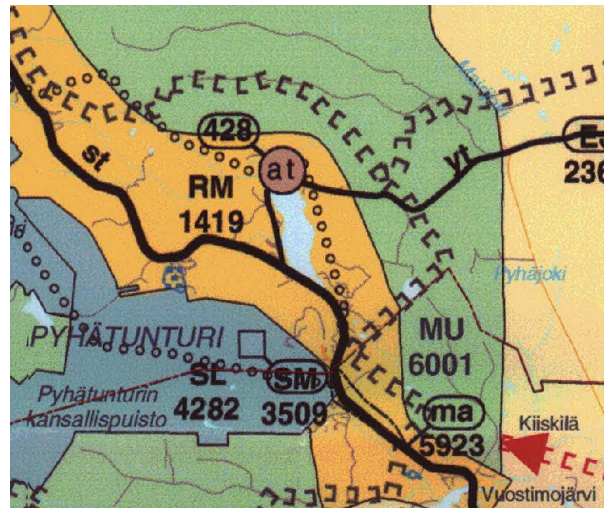 428
at
st
yt
RM
1419
236
Pyhäjoki
MU
6001
PYHÄTUNTURI
SL
4282
SM
3509
Pyhätunturin
kansallispuisto
ma
5923
Kiiskilä
Vuostimojärvi